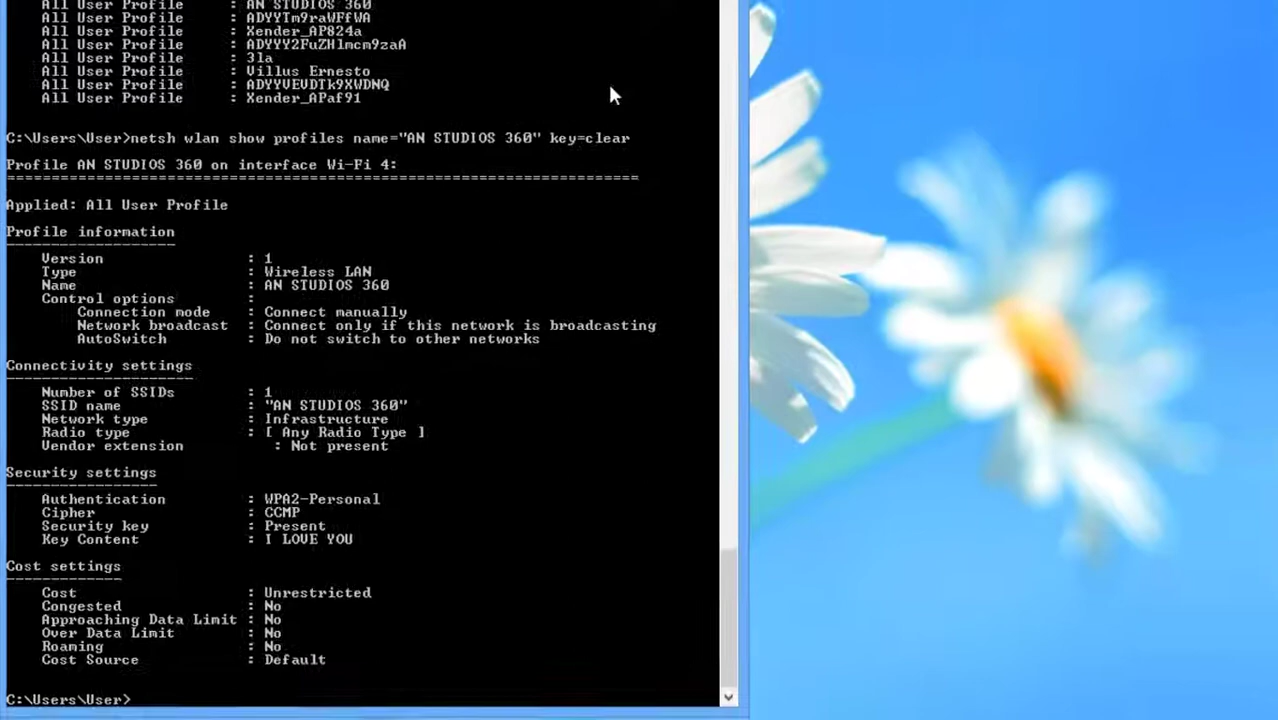 All User Profile : AN STUDIOS 360
All User Profile : ADYYTm9raWFfWA
All User Profile : Xender_AP824a
All User Profile : ADYYY2FuZHlmcm9zaA
All User Profile : 3la
All User Profile : Villus Ernesto
All User Profile : ADYYVEVDTk9XWDNQ
All User Profile : Xender_APaf91
C:\Users\User>netsh wlan show profiles name="AN STUDIOS 360" key=clear
Profile AN STUDIOS 360 on interface Wi-Fi 4:
=======================================================================
Applied: All User Profile
Profile information
-------------------
Version : 1
Type : Wireless LAN
Name : AN STUDIOS 360
Control options :
Connection mode : Connect manually
Network broadcast : Connect only if this network is broadcasting
AutoSwitch : Do not switch to other networks
Connectivity settings
---------------------
Number of SSIDs : 1
SSID name : "AN STUDIOS 360"
Network type : Infrastructure
Radio type : [ Any Radio Type ]
Vendor extension : Not present
Security settings
-----------------
Authentication : WPA2-Personal
Cipher : CCMP
Security key : Present
Key Content : I LOVE YOU
Cost settings
-------------
Cost : Unrestricted
Congested : No
Approaching Data Limit : No
Over Data Limit : No
Roaming : No
Cost Source : Default
C:\Users\User>